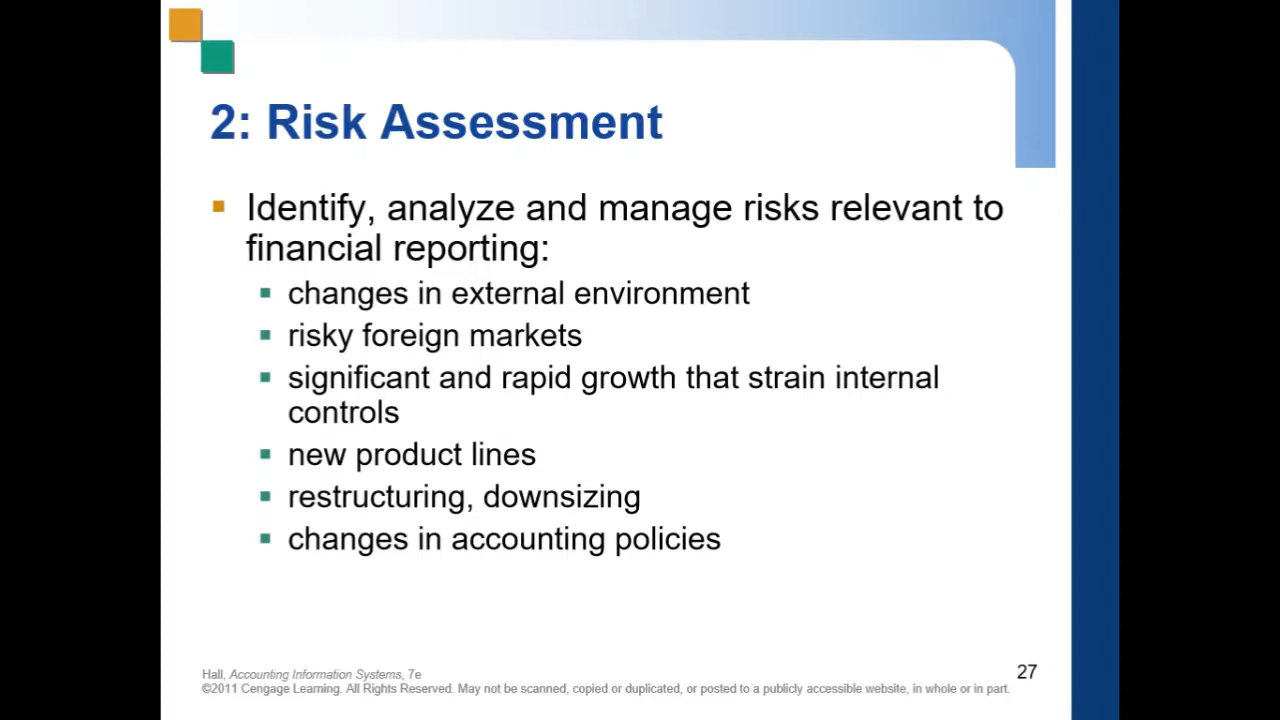 2: Risk Assessment
Identify, analyze and manage risks relevant to
financial reporting:
changes in external environment
risky foreign markets
significant and rapid growth that strain internal
controls
new product lines
restructuring, downsizing
changes in accounting policies
Hall, Accounting Information Systems, 7e
©2011 Cengage Learning. All Rights Reserved. May not be scanned, copied or duplicated, or posted to a publicly accessible website, in whole or in part.
27